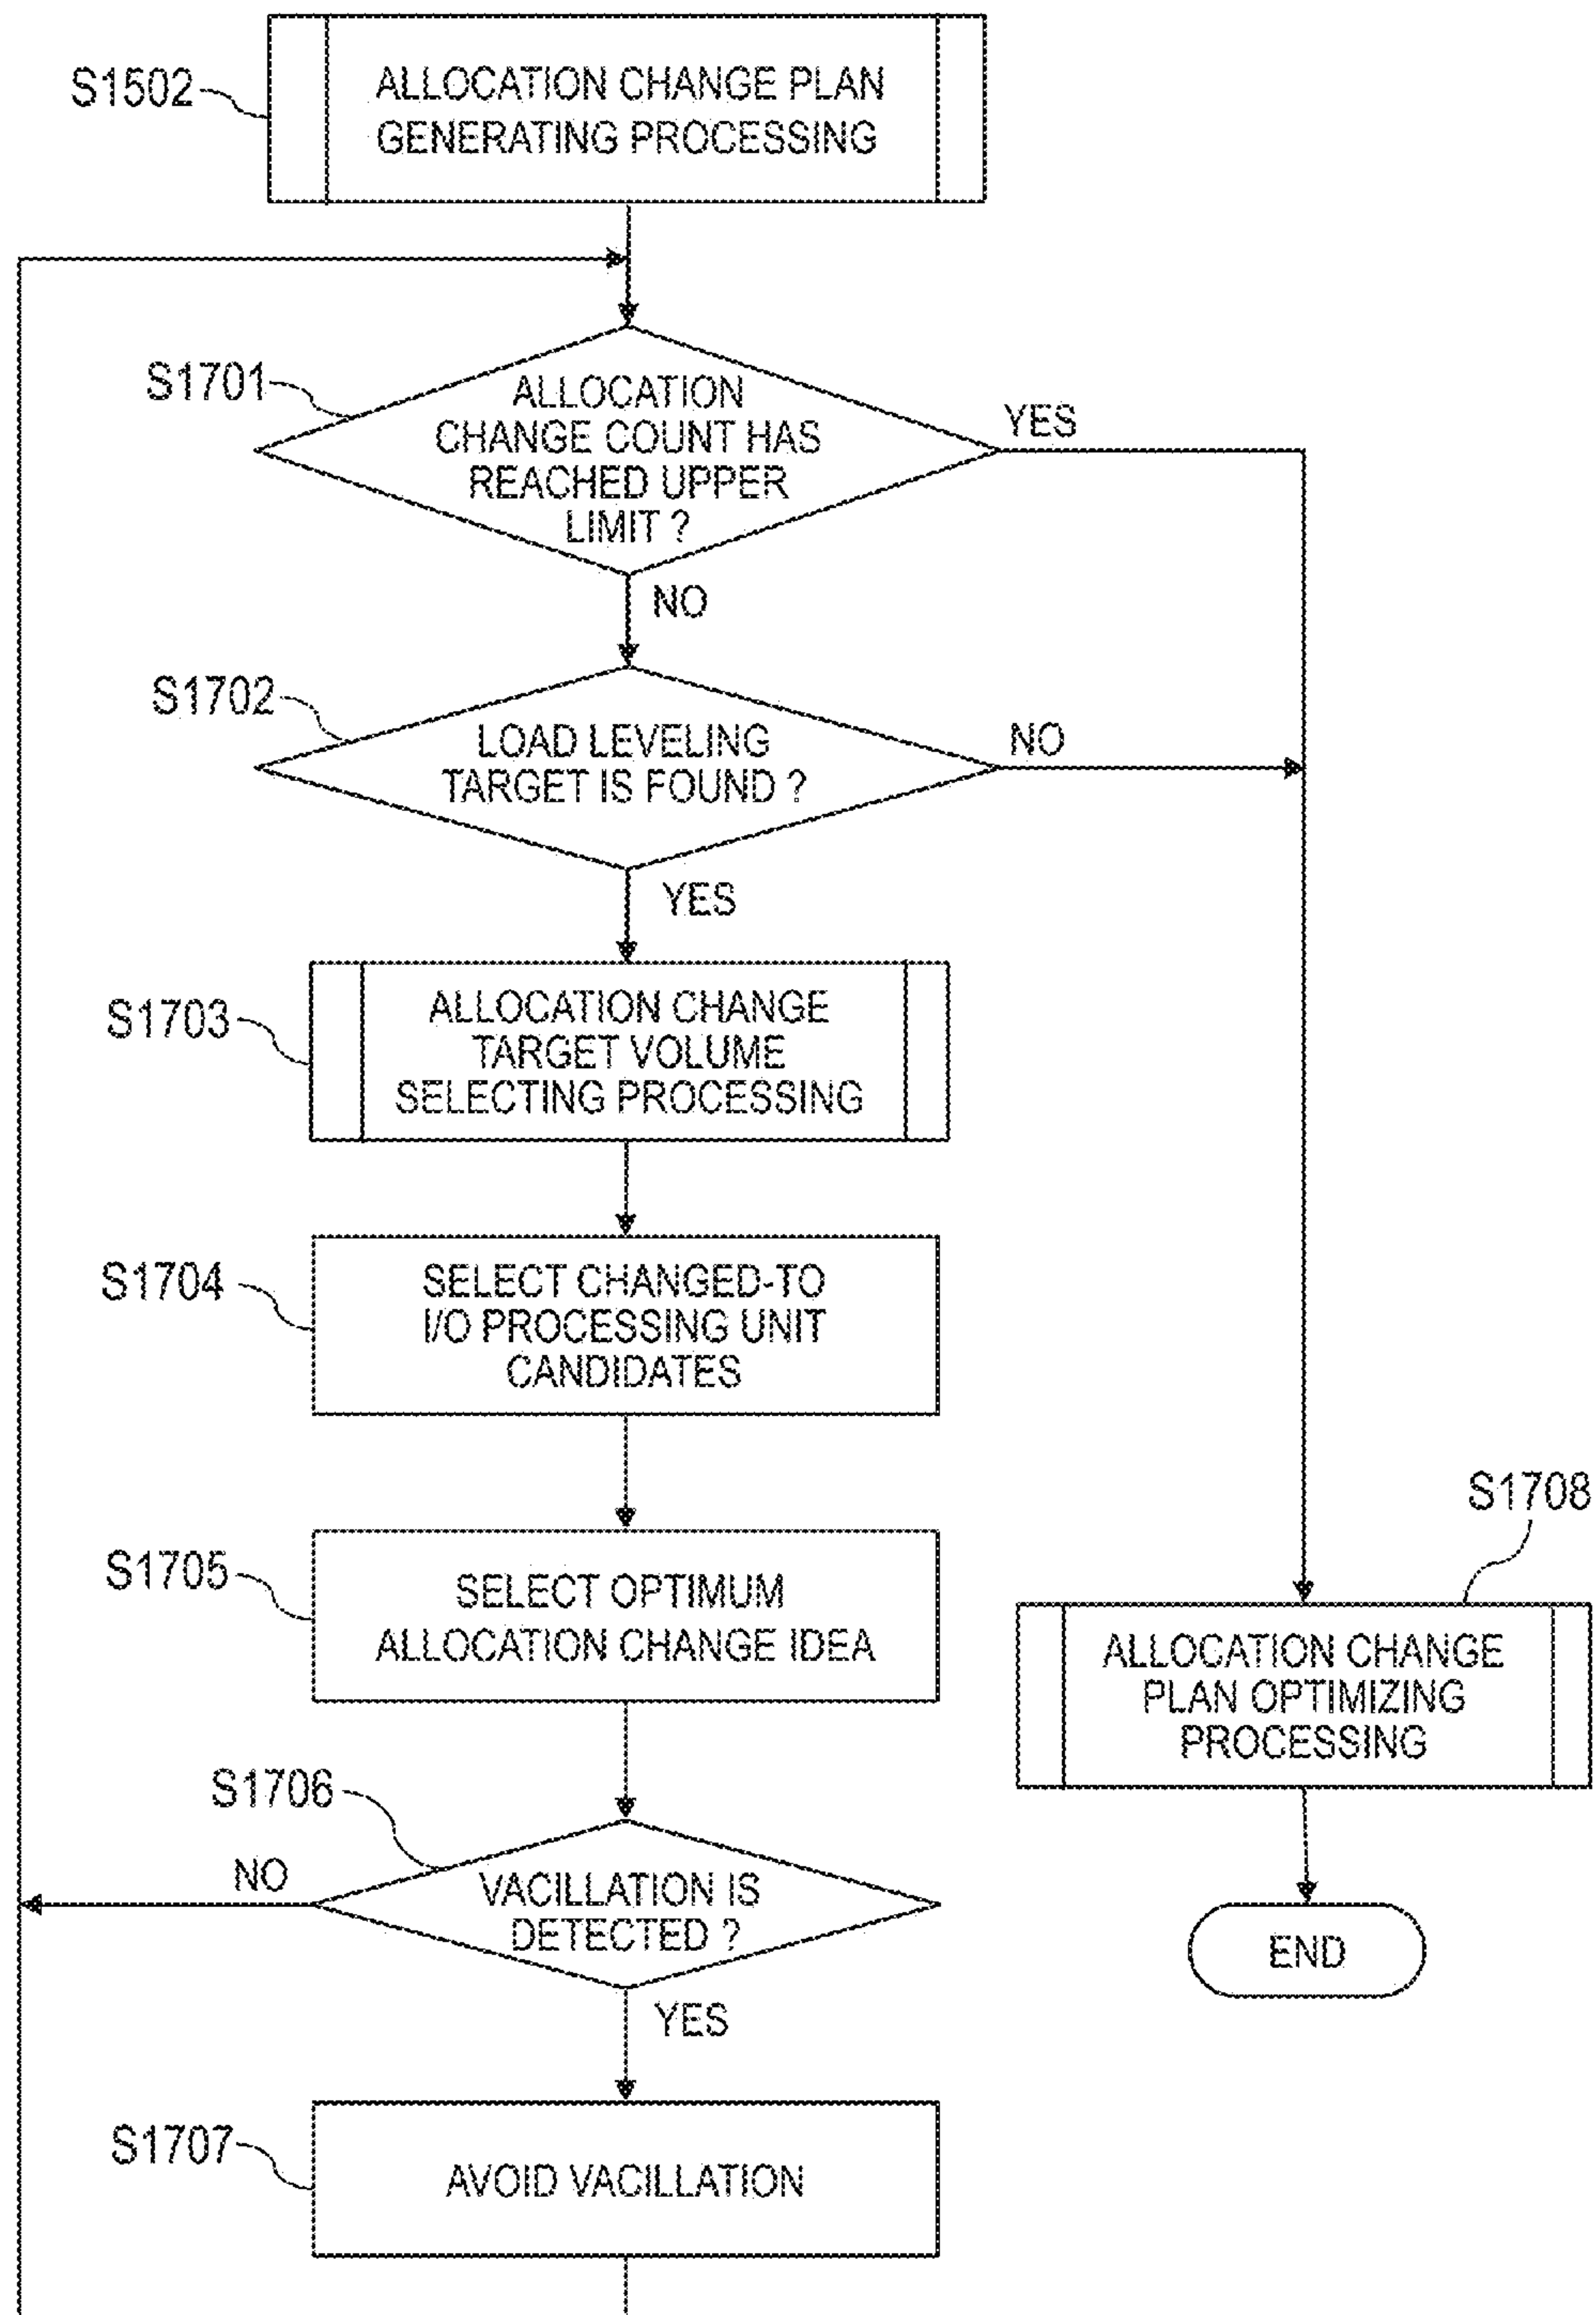 S1502
ALLOCATION CHANGE PLAN
GENERATING PROCESSING
S1701
ALLOCATION
CHANGE COUNT HAS
REACHED UPPER
LIMIT ?
YES
NO
S1702
LOAD LEVELING
TARGET IS FOUND ?
NO
YES
S1703
ALLOCATION CHANGE
TARGET VOLUME
SELECTING PROCESSING
S1704
SELECT CHANGED-TO
I/O PROCESSING UNIT
CANDIDATES
S1705
SELECT OPTIMUM
ALLOCATION CHANGE IDEA
S1706
VACILLATION IS
DETECTED ?
NO
YES
S1707
AVOID VACILLATION
S1708
ALLOCATION CHANGE
PLAN OPTIMIZING
PROCESSING
END